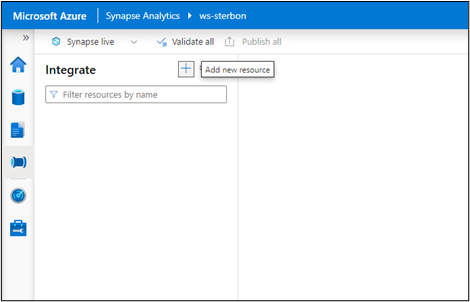 Microsoft Azure Synapse Analytics ▸ ws-sterbon
» Synapse live Validate all Publish all
Integrate Add new resource
Filter resources by name